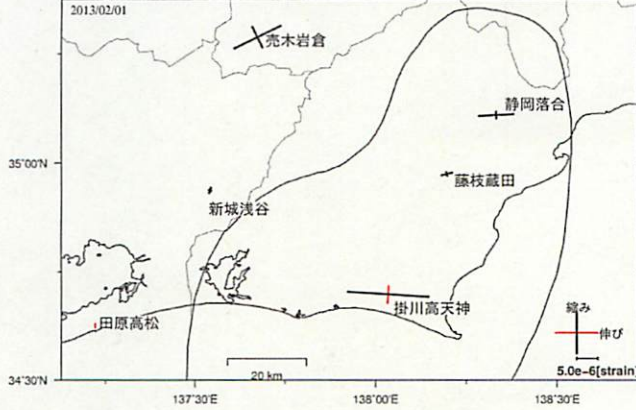 2013/02/01
売木岩倉
静岡落合
35°00'N
藤枝蔵田
新城浅谷
掛川高天神
縮み
田原高松
伸び
5.0e-6[strain]
20 km
34°30'N
137°30'E
138°00'E
138°30'E